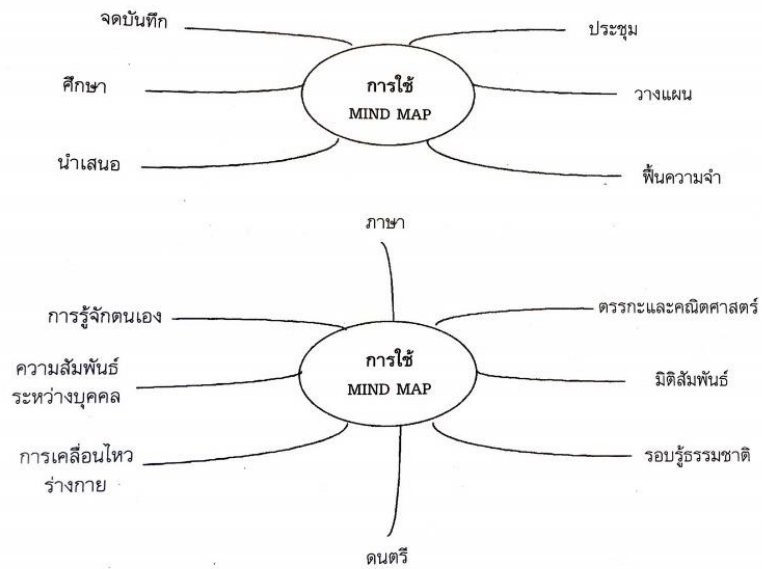 จดบันทึก
ประชุม
ศึกษา
การใช้
MIND MAP
วางแผน
นำเสนอ
ฟื้นความจำ
ภาษา
การรู้จักตนเอง
ตรรกะและคณิตศาสตร์
ความสัมพันธ์
ระหว่างบุคคล
การใช้
MIND MAP
มิติสัมพันธ์
การเคลื่อนไหว
ร่างกาย
รอบรู้ธรรมชาติ
ดนตรี